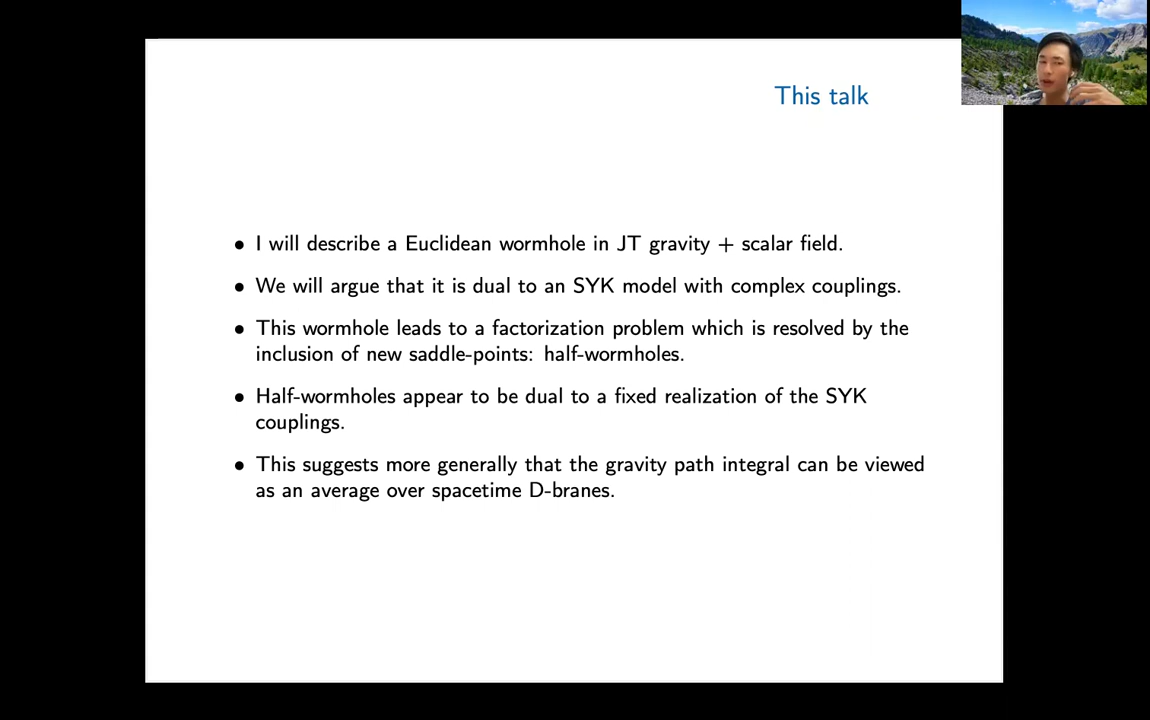 This talk
• I will describe a Euclidean wormhole in JT gravity + scalar field.
• We will argue that it is dual to an SYK model with complex couplings.
• This wormhole leads to a factorization problem which is resolved by the
inclusion of new saddle-points: half-wormholes.
• Half-wormholes appear to be dual to a fixed realization of the SYK
couplings.
• This suggests more generally that the gravity path integral can be viewed
as an average over spacetime D-branes.